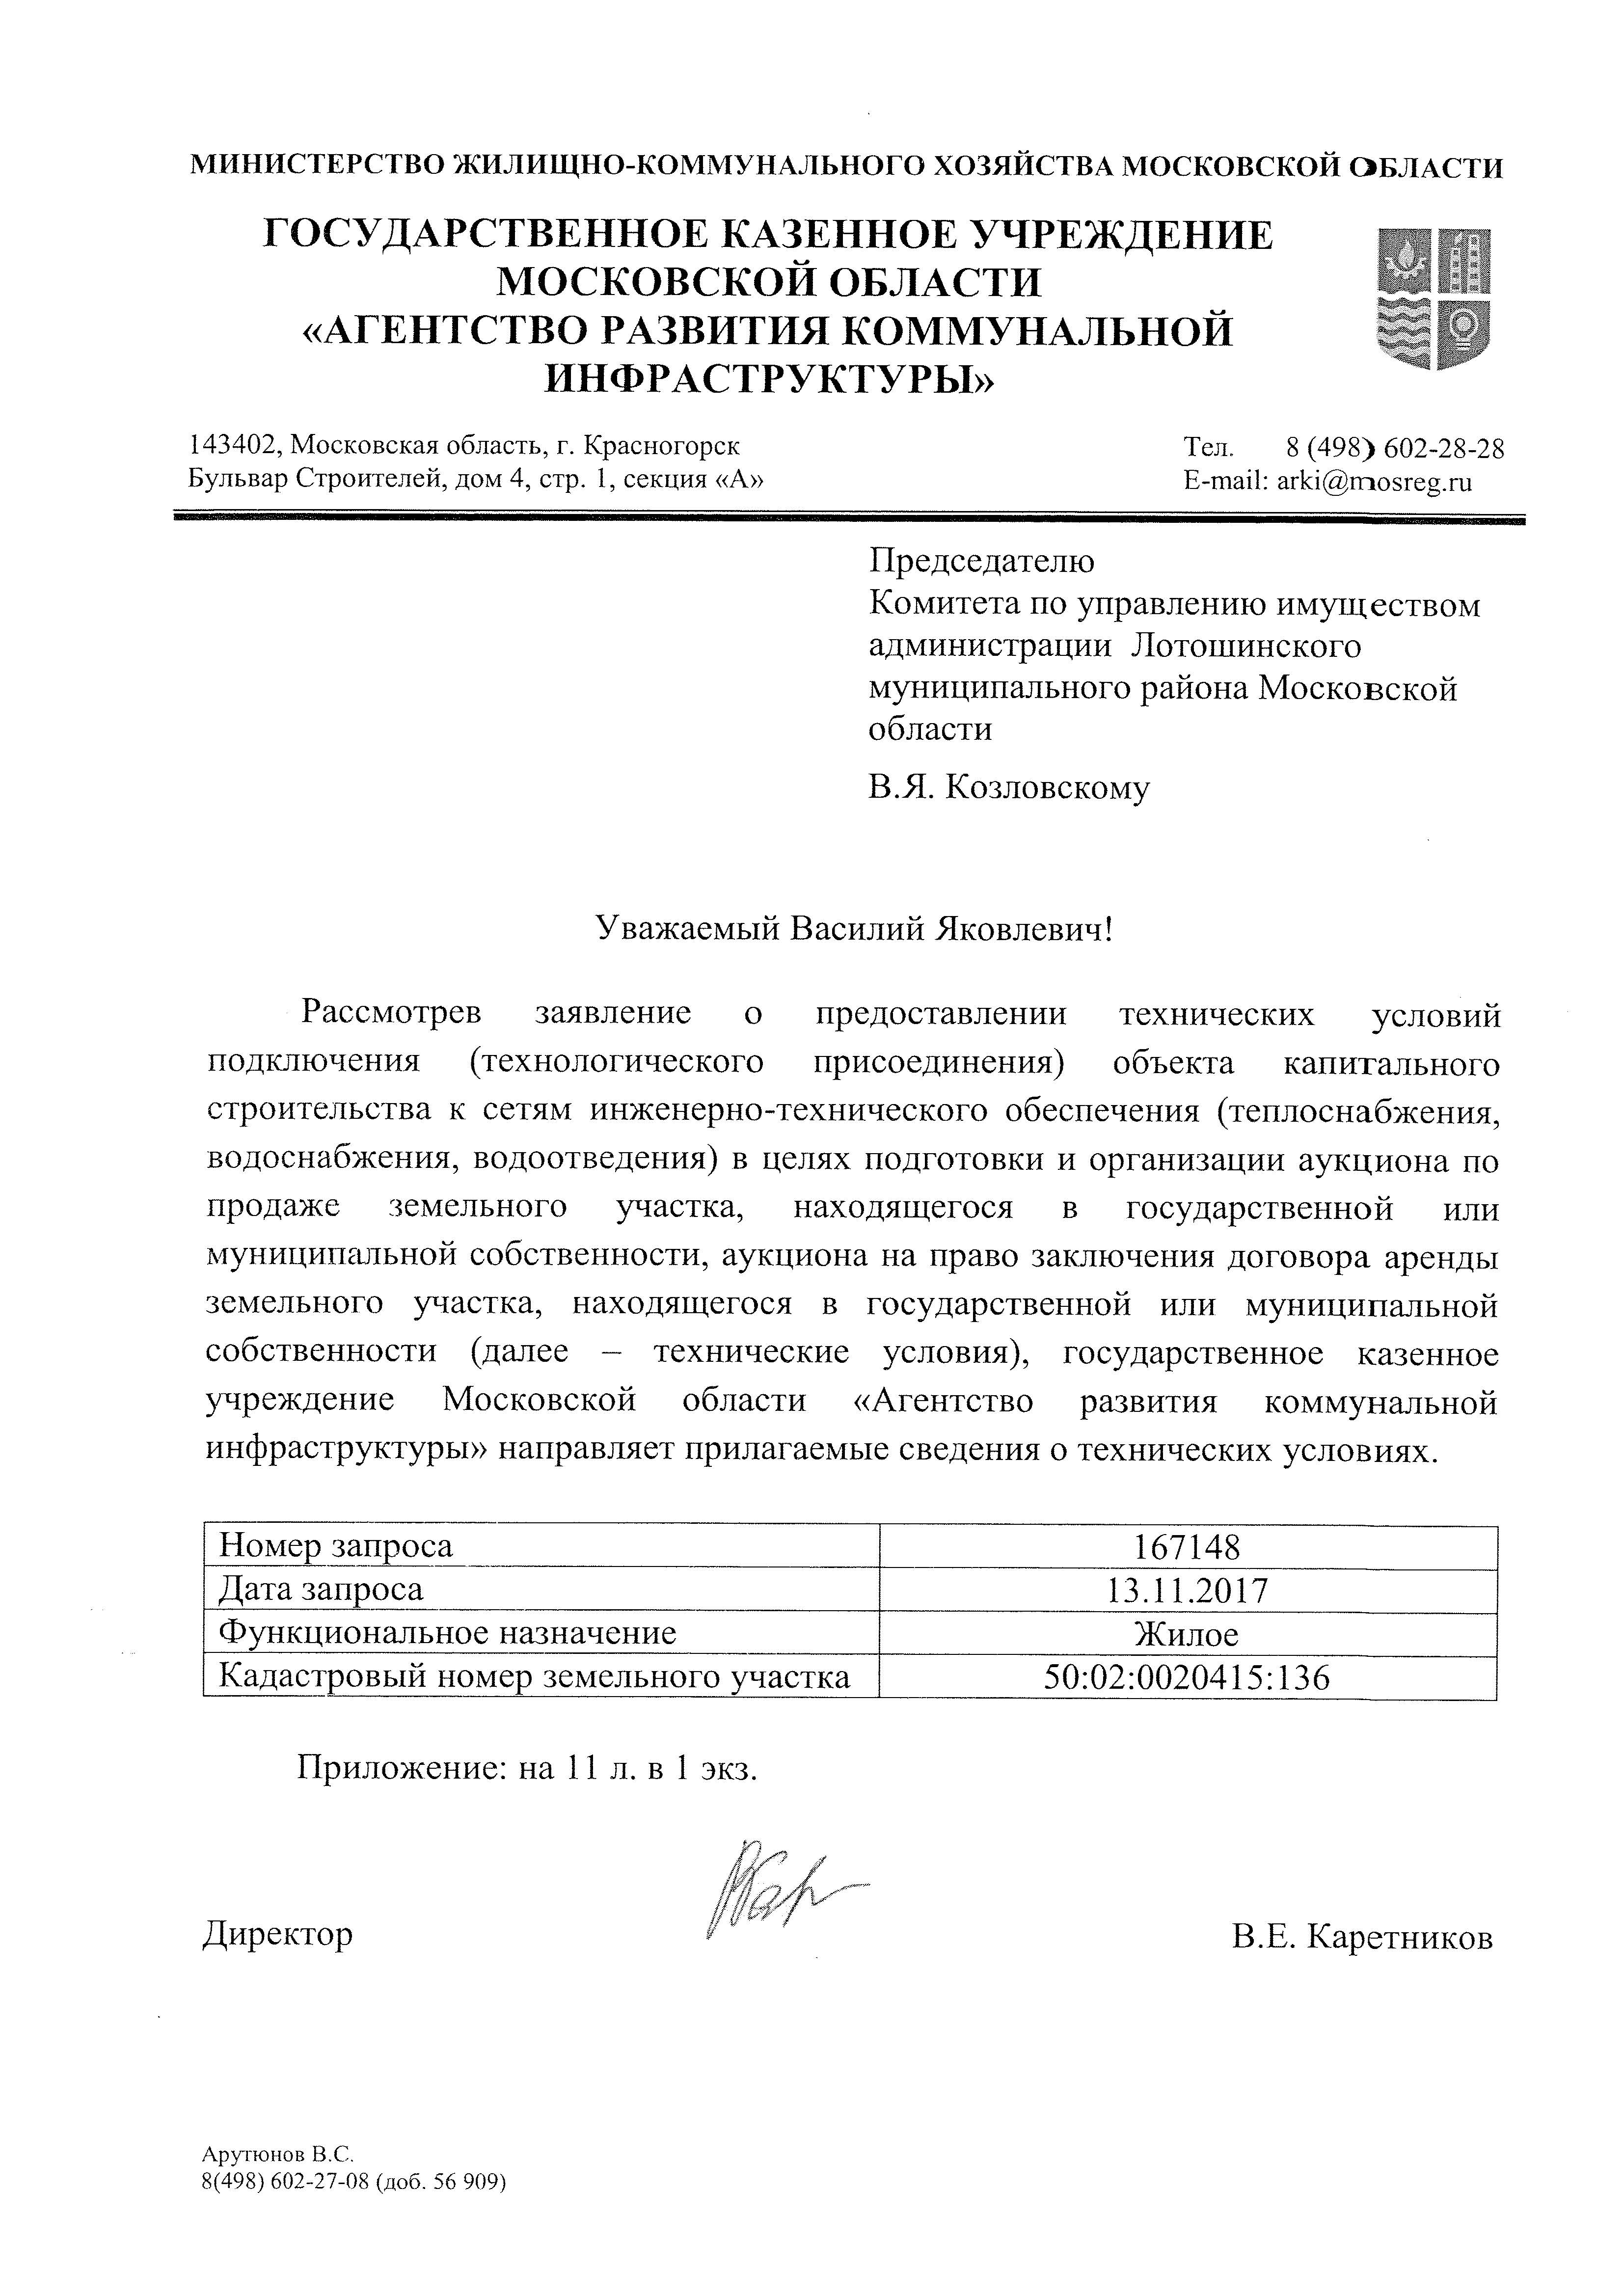 МИНИСТЕРСТВО ЖИЛИЩНО-КОММУНАЛЬНОГО ХОЗЯЙСТВА МОСКОВСКОЙ ОБЛАСТИ
ГОСУДАРСТВЕННОЕ КАЗЕННОЕ УЧРЕЖДЕНИЕ
МОСКОВСКОЙ ОБЛАСТИ
«АГЕНТСТВО РАЗВИТИЯ КОММУНАЛЬНОЙ
ИНФРАСТРУКТУРЫ»
143402, Московская область, г. Красногорск
Бульвар Строителей, дом 4, стр. 1, секция «А»
Тел. 8 (498) 602-28-28
E-mail: arki@mosreg.ru
Председателю
Комитета по управлению имуществом
администрации Лотошинского
муниципального района Московской
области
В.Я. Козловскому
Уважаемый Василий Яковлевич!
Рассмотрев заявление о предоставлении технических условий
подключения (технологического присоединения) объекта капитального
строительства к сетям инженерно-технического обеспечения (теплоснабжения,
водоснабжения, водоотведения) в целях подготовки и организации аукциона по
продаже земельного участка, находящегося в государственной или
муниципальной собственности, аукциона на право заключения договора аренды
земельного участка, находящегося в государственной или муниципальной
собственности (далее – технические условия), государственное казенное
учреждение Московской области «Агентство развития коммунальной
инфраструктуры» направляет прилагаемые сведения о технических условиях.
Номер запроса 167148
Дата запроса 13.11.2017
Функциональное назначение Жилое
Кадастровый номер земельного участка 50:02:0020415:136
Приложение: на 11 л. в 1 экз.
Директор В.Е. Каретников
Арутюнов В.С.
8(498) 602-27-08 (доб. 56 909)